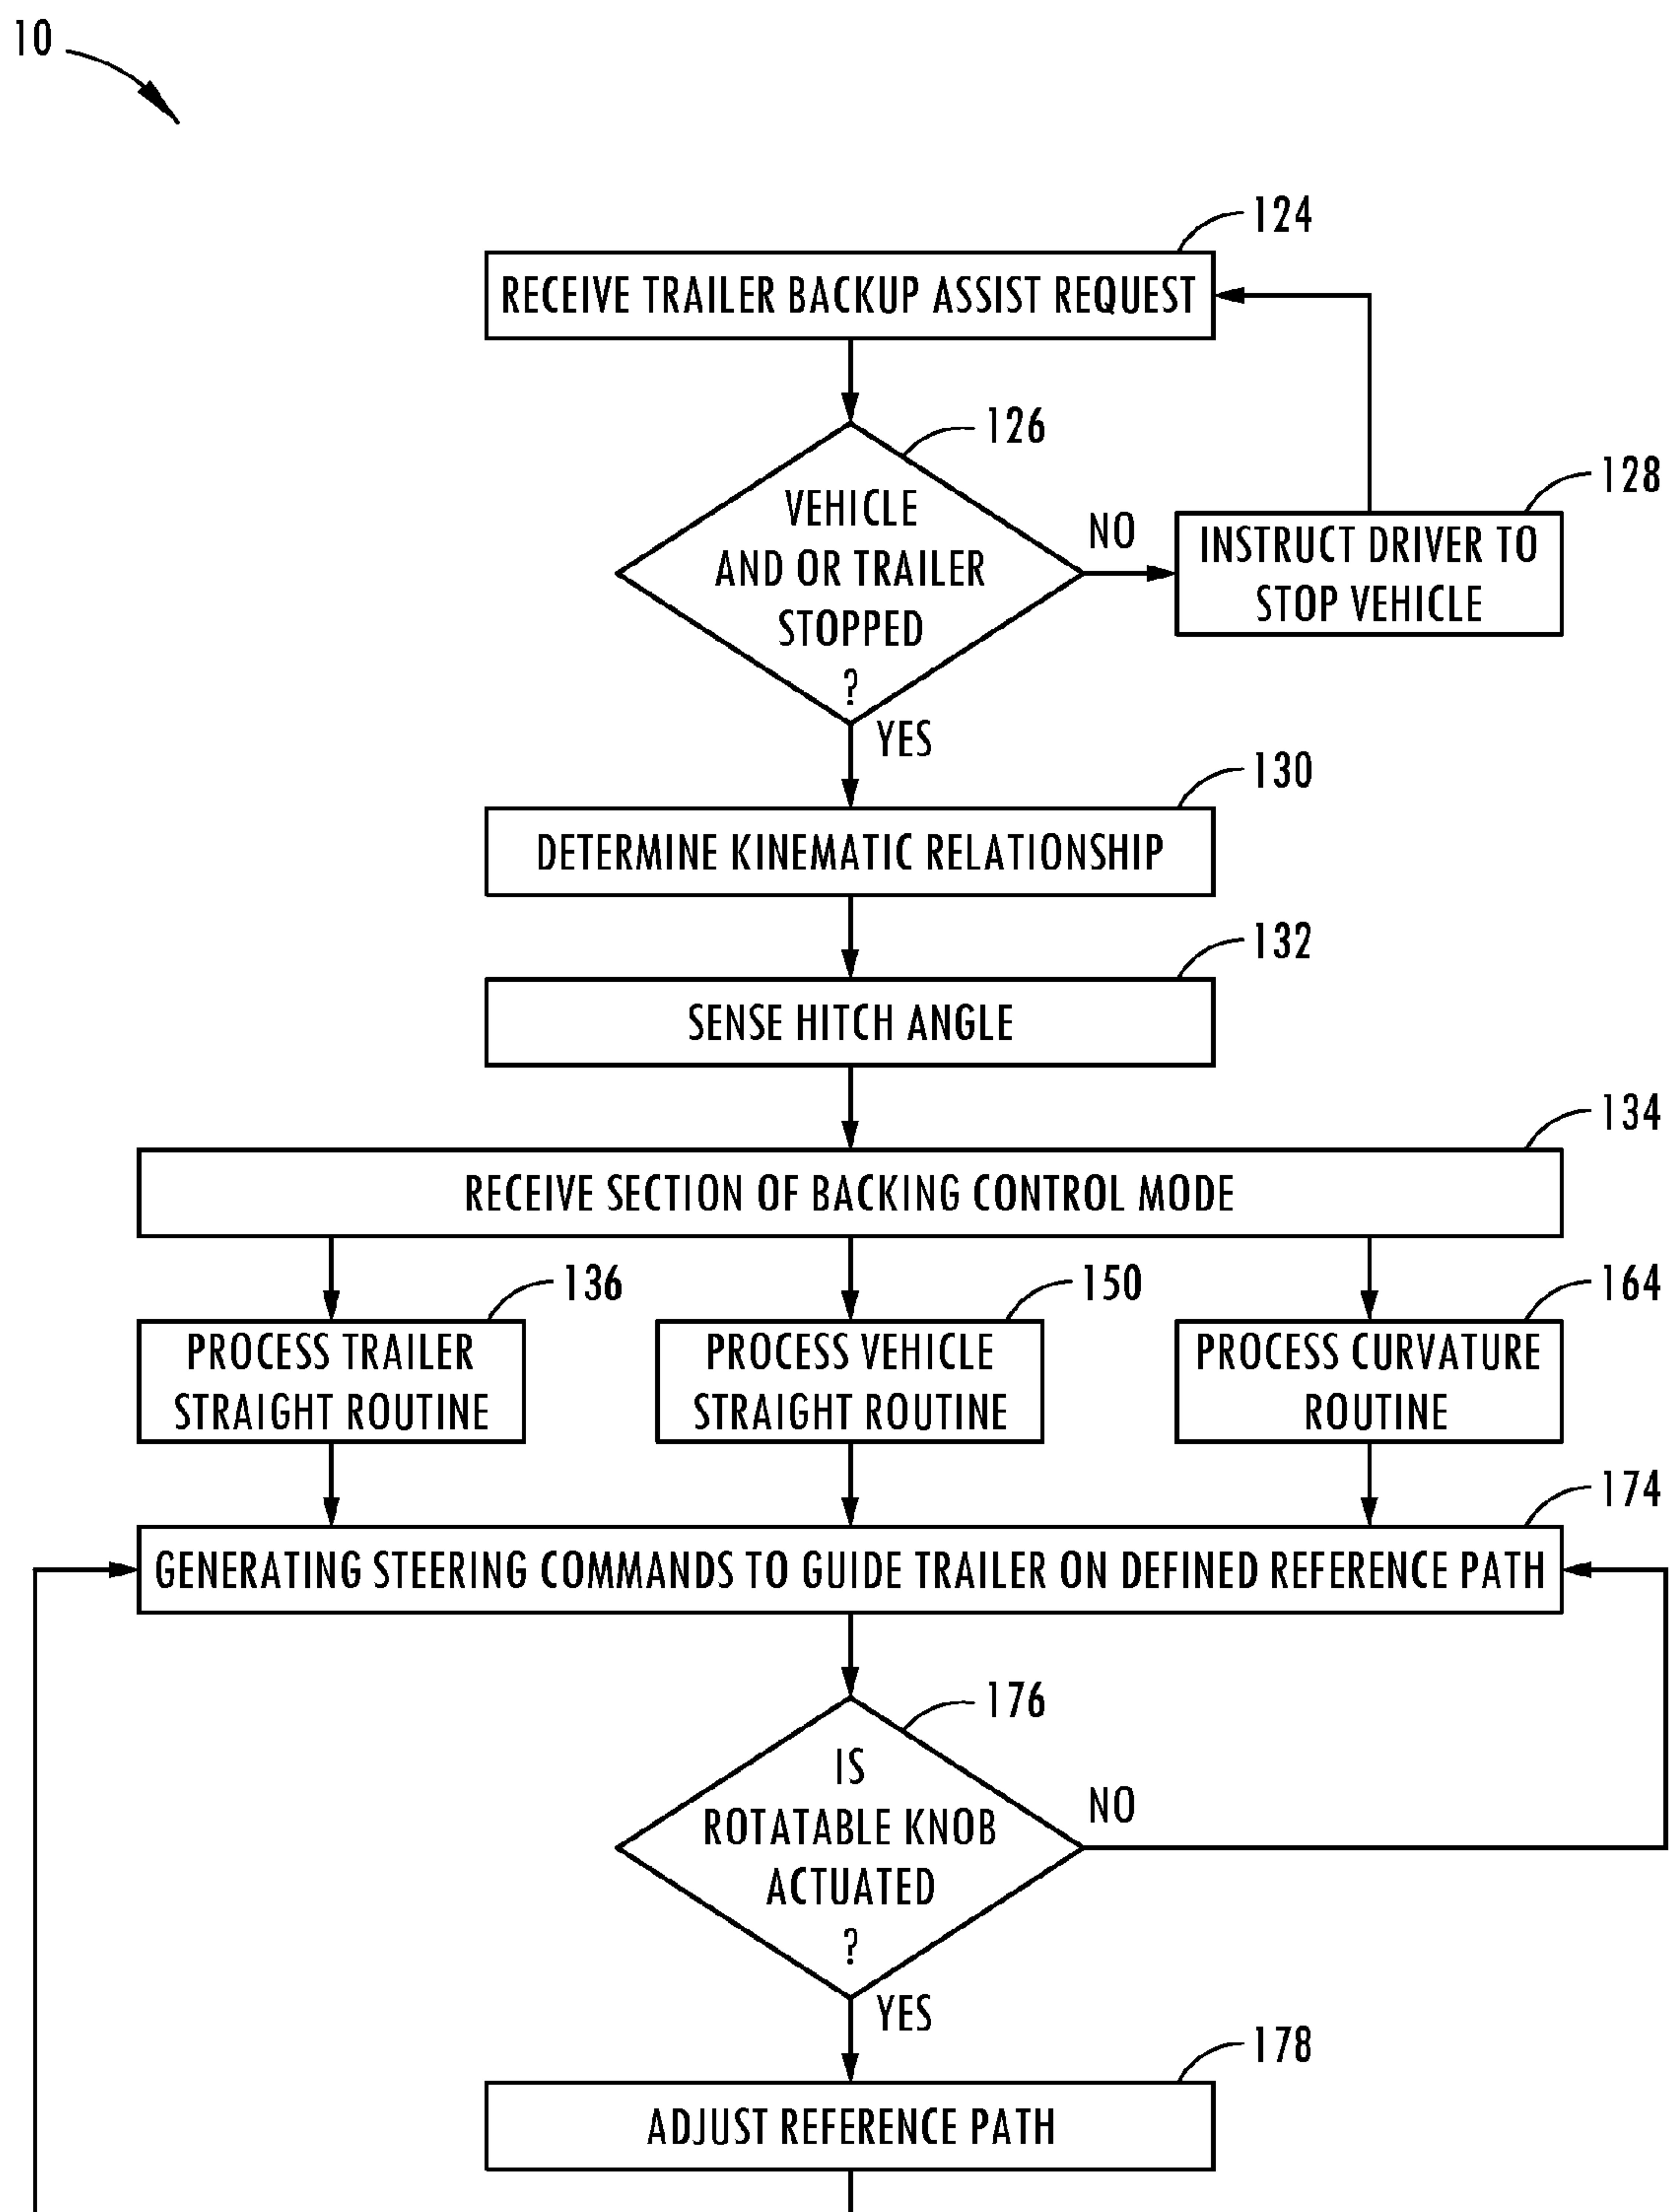 10
124
RECEIVE TRAILER BACKUP ASSIST REQUEST
126
VEHICLE
AND OR TRAILER
STOPPED
?
NO
128
INSTRUCT DRIVER TO
STOP VEHICLE
YES
130
DETERMINE KINEMATIC RELATIONSHIP
132
SENSE HITCH ANGLE
134
RECEIVE SECTION OF BACKING CONTROL MODE
136
PROCESS TRAILER
STRAIGHT ROUTINE
150
PROCESS VEHICLE
STRAIGHT ROUTINE
164
PROCESS CURVATURE
ROUTINE
174
GENERATING STEERING COMMANDS TO GUIDE TRAILER ON DEFINED REFERENCE PATH
176
IS
ROTATABLE KNOB
ACTUATED
?
NO
YES
178
ADJUST REFERENCE PATH